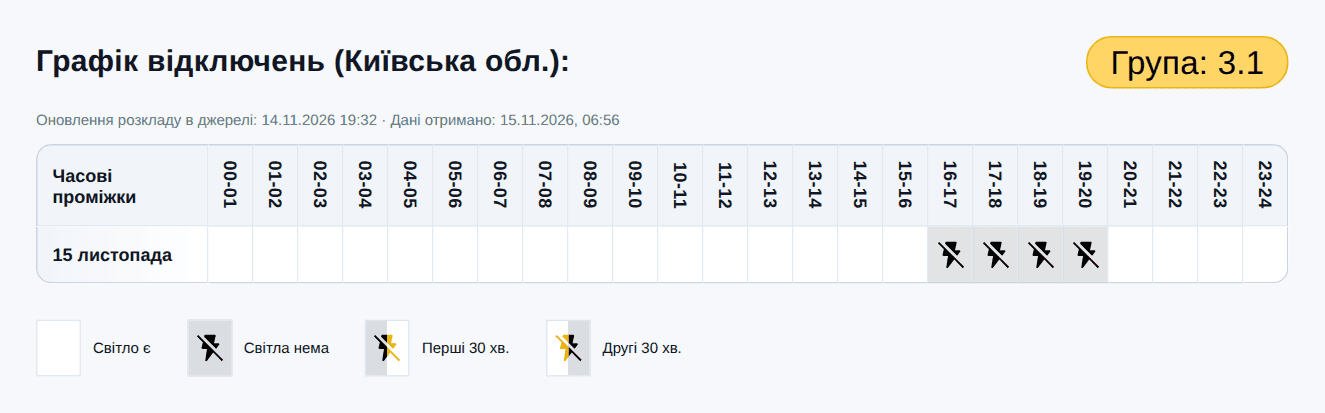 Графік відключень (Київська обл.):
Група: 3.1
Оновлення розкладу в джерелі: 14.11.2026 19:32 · Дані отримано: 15.11.2026, 06:56
Часові
проміжки
00-01
01-02
02-03
03-04
04-05
05-06
06-07
07-08
08-09
09-10
10-11
11-12
12-13
13-14
14-15
15-16
16-17
17-18
18-19
19-20
20-21
21-22
22-23
23-24
15 листопада
Світло є
Світла нема
Перші 30 хв.
Другі 30 хв.